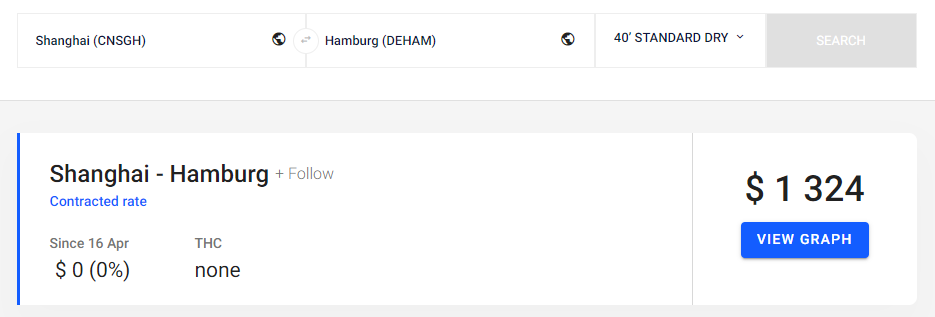 Shanghai (CNSGH) Hamburg (DEHAM) 40' STANDARD DRY SEARCH
Shanghai - Hamburg + Follow
Contracted rate
$ 1 324
VIEW GRAPH
Since 16 Apr THC
$ 0 (0%) none